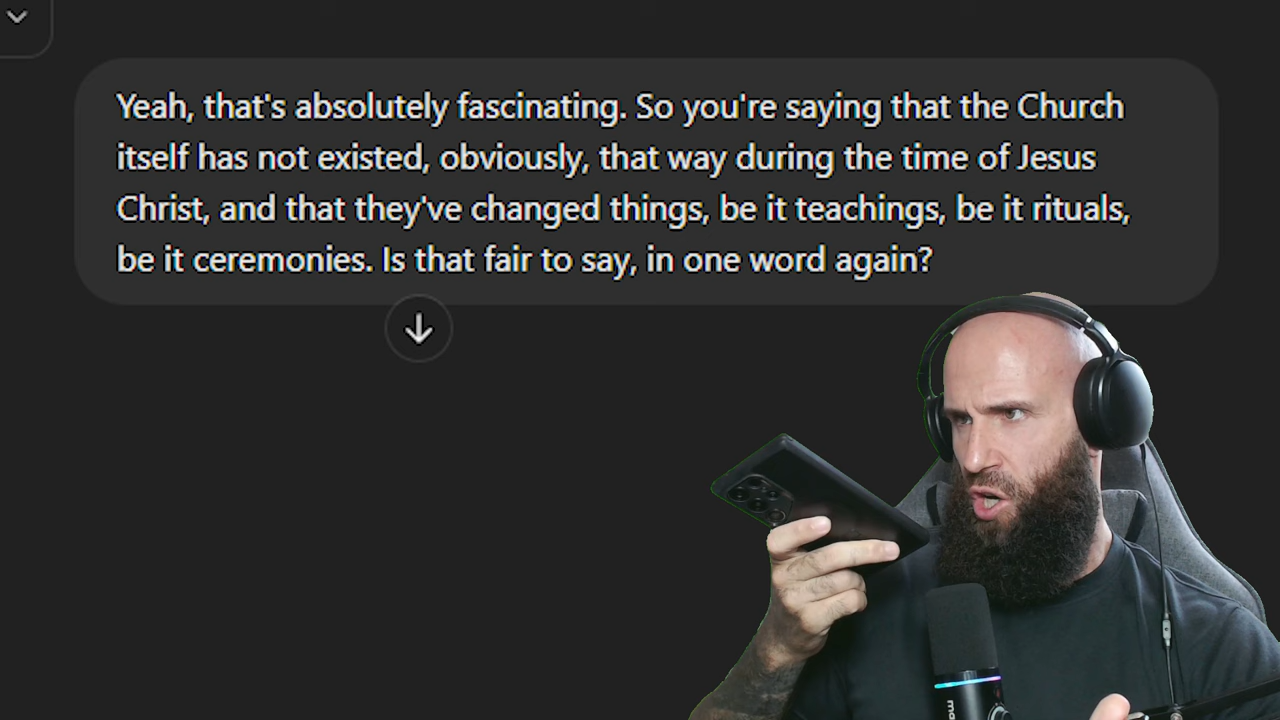 Yeah, that's absolutely fascinating. So you're saying that the Church
itself has not existed, obviously, that way during the time of Jesus
Christ, and that they've changed things, be it teachings, be it rituals,
be it ceremonies. Is that fair to say, in one word again?